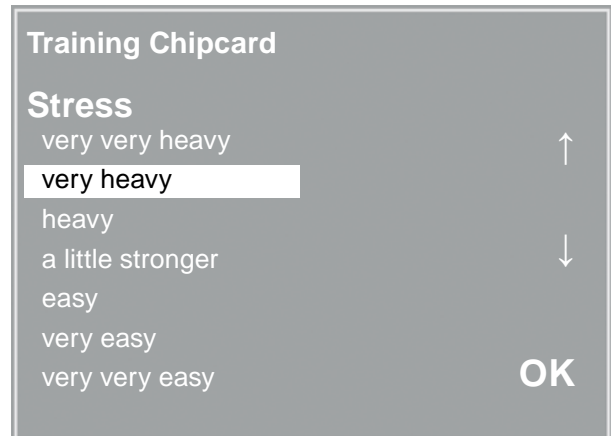 Training Chipcard
Stress
very very heavy
↑
very heavy
heavy
a little stronger
↓
easy
very easy
very very easy
OK